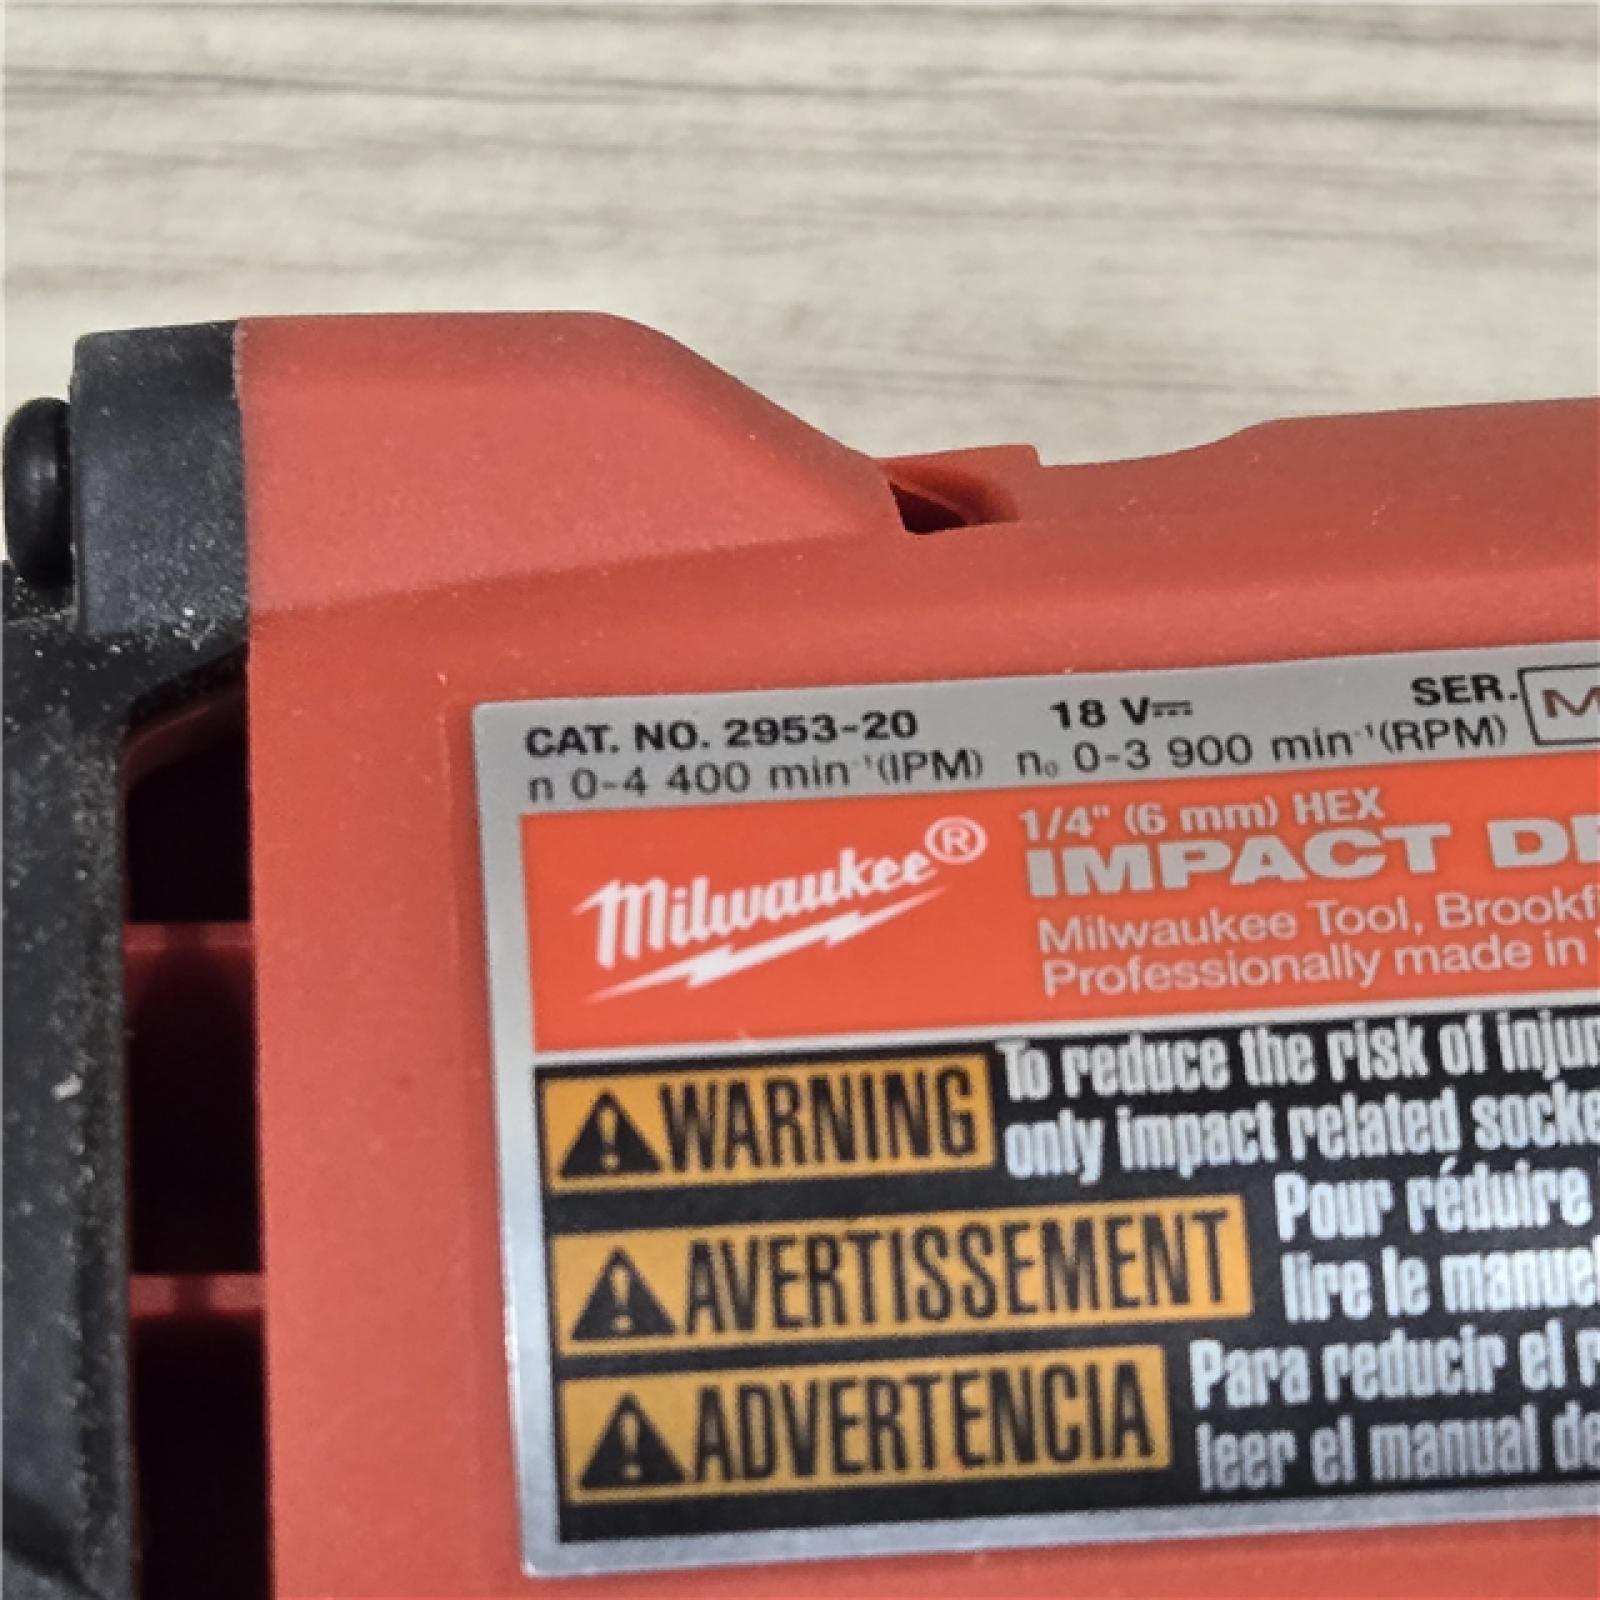 CAT. NO. 2953-20 18 V⎓ SER.
n 0-4 400 min⁻¹(IPM) n₀ 0-3 900 min⁻¹(RPM)
Milwaukee®
1/4" (6 mm) HEX
IMPACT
Milwaukee Tool,
Professionally made in
WARNING To reduce the risk of
only impact related
AVERTISSEMENT Pour réduire
lire le
ADVERTENCIA Para reducir el
leer el manual